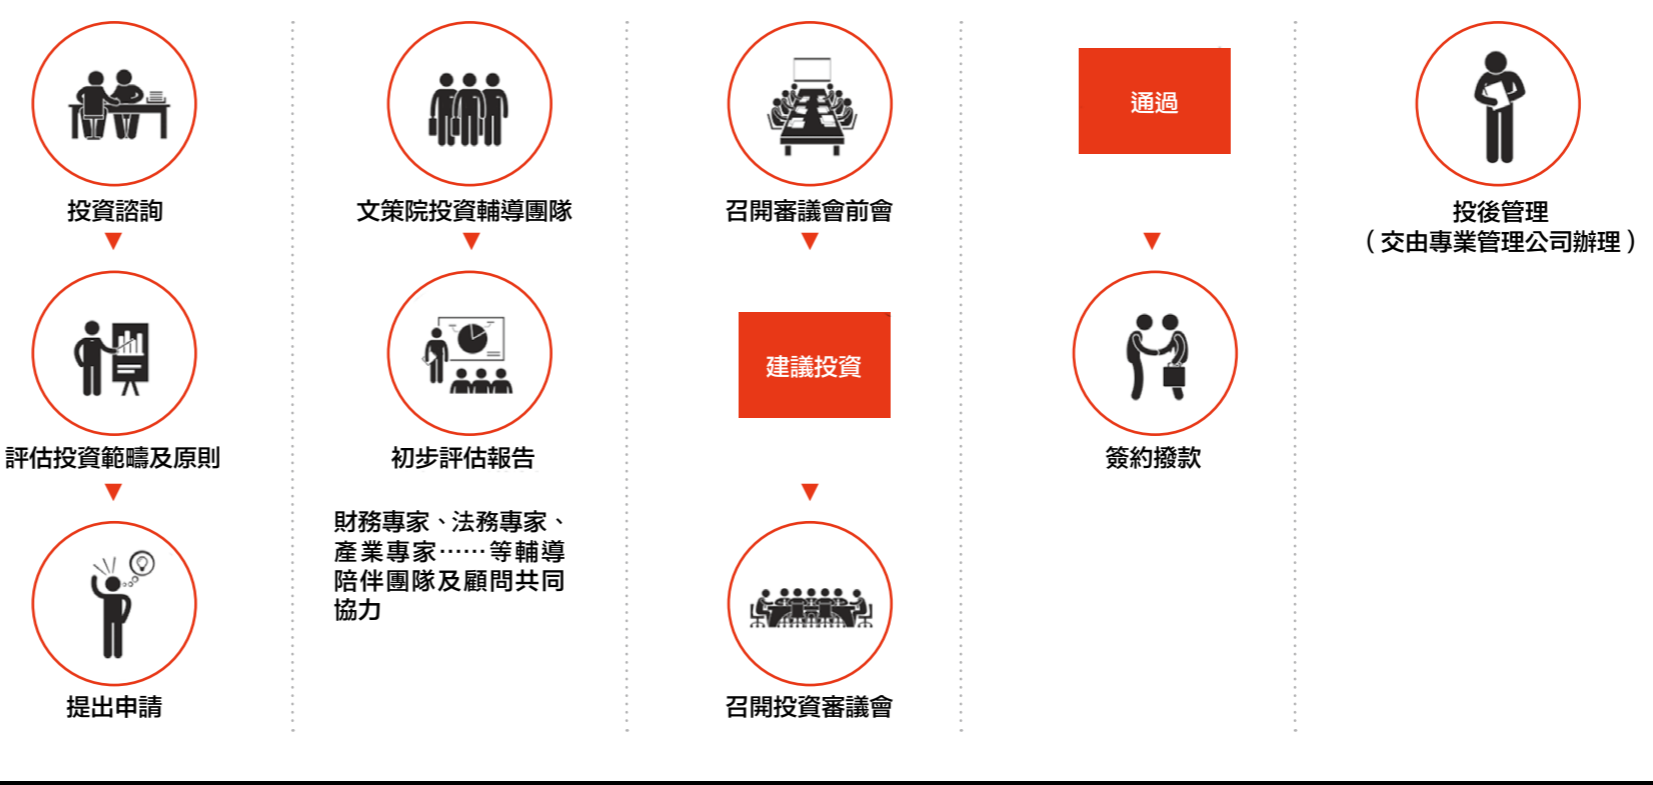 投資諮詢
評估投資範疇及原則
提出申請
文策院投資輔導團隊
初步評估報告
財務專家、法務專家、
產業專家⋯⋯等輔導
陪伴團隊及顧問共同
協力
召開審議會前會
建議投資
召開投資審議會
通過
簽約撥款
投後管理
（交由專業管理公司辦理）